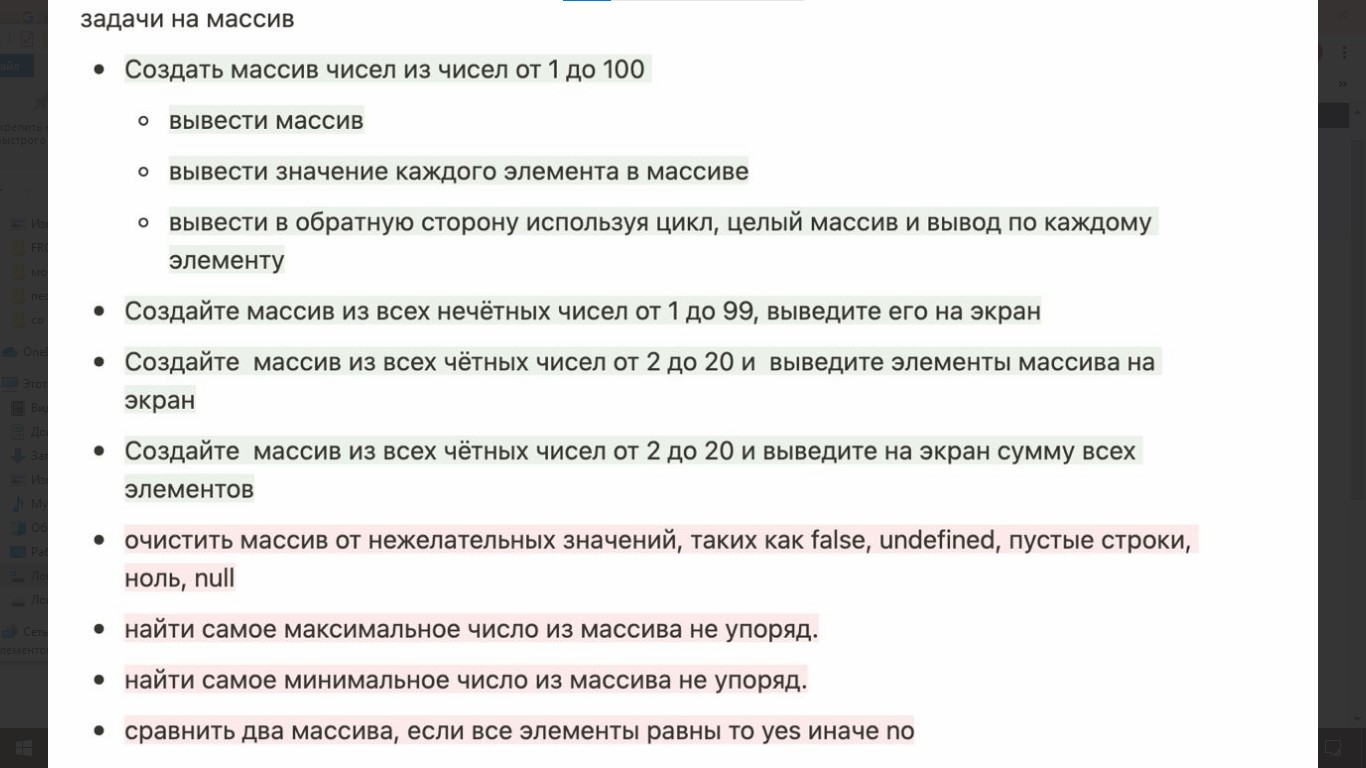 задачи на массив
Создать массив чисел из чисел от 1 до 100
вывести массив
вывести значение каждого элемента в массиве
вывести в обратную сторону используя цикл, целый массив и вывод по каждому
элементу
Создайте массив из всех нечётных чисел от 1 до 99, выведите его на экран
Создайте  массив из всех чётных чисел от 2 до 20 и  выведите элементы массива на
экран
Создайте  массив из всех чётных чисел от 2 до 20 и выведите на экран сумму всех
элементов
очистить массив от нежелательных значений, таких как false, undefined, пустые строки,
ноль, null
найти самое максимальное число из массива не упоряд.
найти самое минимальное число из массива не упоряд.
сравнить два массива, если все элементы равны то yes иначе no